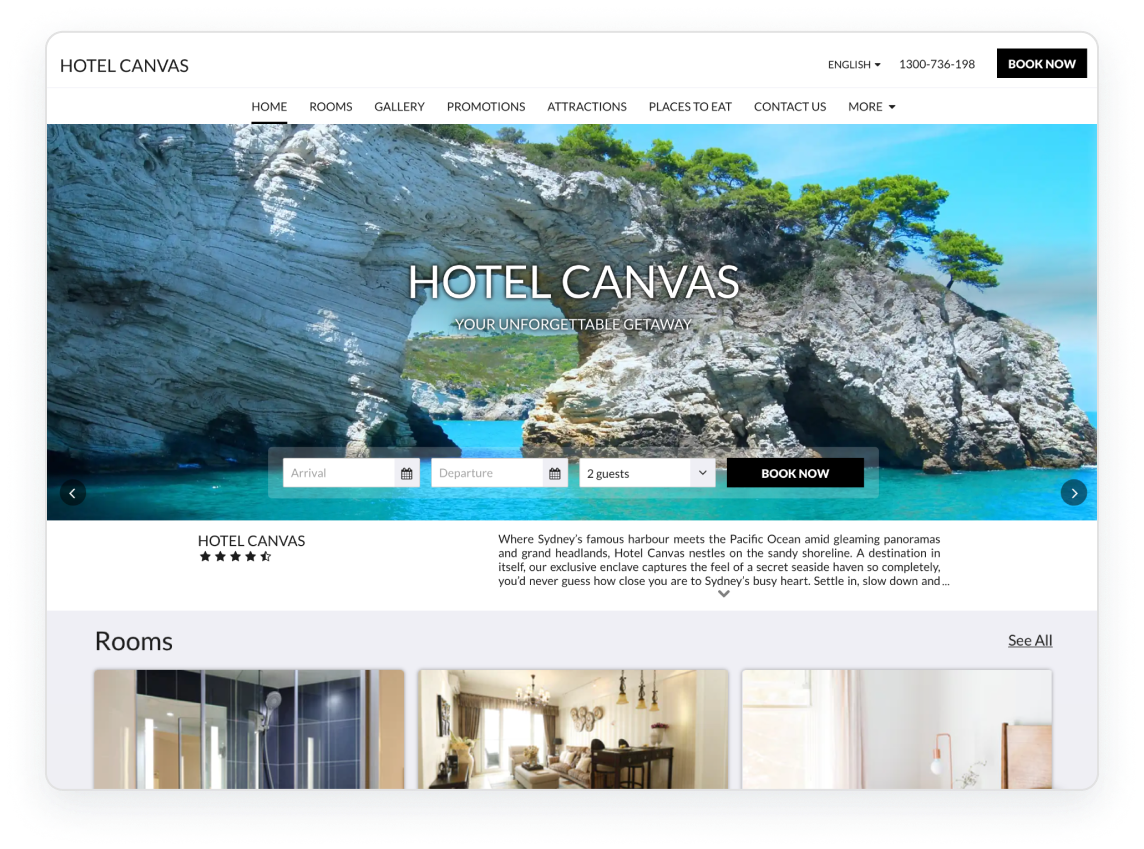 HOTEL CANVAS
ENGLISH
1300-736-198
BOOK NOW
HOME
ROOMS
GALLERY
PROMOTIONS
ATTRACTIONS
PLACES TO EAT
CONTACT US
MORE
HOTEL CANVAS
YOUR UNFORGETTABLE GETAWAY
Arrival
Departure
2 guests
BOOK NOW
HOTEL CANVAS
Where Sydney's famous harbour meets the Pacific Ocean amid gleaming panoramas
and grand headlands, Hotel Canvas nestles on the sandy shoreline. A destination in
itself, our exclusive enclave captures the feel of a secret seaside haven so completely,
you'd never guess how close you are to Sydney's busy heart. Settle in, slow down and...
Rooms
See All